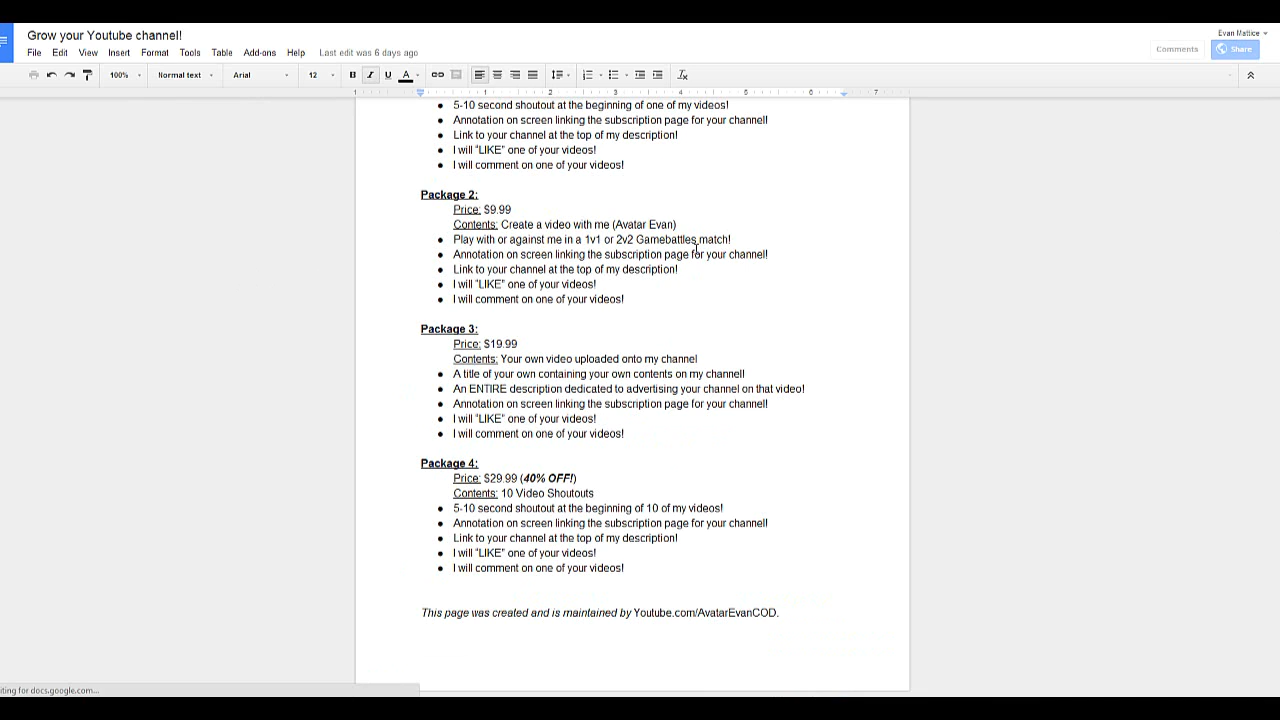 Grow your Youtube channel!
Evan Mattice
File Edit View Insert Format Tools Table Add-ons Help Last edit was 6 days ago
Comments Share
100% Normal text Arial 12 B I U A
1 1 2 3 4 5 6 7
5-10 second shoutout at the beginning of one of my videos!
Annotation on screen linking the subscription page for your channel!
Link to your channel at the top of my description!
I will "LIKE" one of your videos!
I will comment on one of your videos!
Package 2:
Price: $9.99
Contents: Create a video with me (Avatar Evan)
Play with or against me in a 1v1 or 2v2 Gamebattles match!
Annotation on screen linking the subscription page for your channel!
Link to your channel at the top of my description!
I will "LIKE" one of your videos!
I will comment on one of your videos!
Package 3:
Price: $19.99
Contents: Your own video uploaded onto my channel
A title of your own containing your own contents on my channel!
An ENTIRE description dedicated to advertising your channel on that video!
Annotation on screen linking the subscription page for your channel!
I will "LIKE" one of your videos!
I will comment on one of your videos!
Package 4:
Price: $29.99 (40% OFF!)
Contents: 10 Video Shoutouts
5-10 second shoutout at the beginning of 10 of my videos!
Annotation on screen linking the subscription page for your channel!
Link to your channel at the top of my description!
I will "LIKE" one of your videos!
I will comment on one of your videos!
This page was created and is maintained by Youtube.com/AvatarEvanCOD.
iting for docs.google.com...